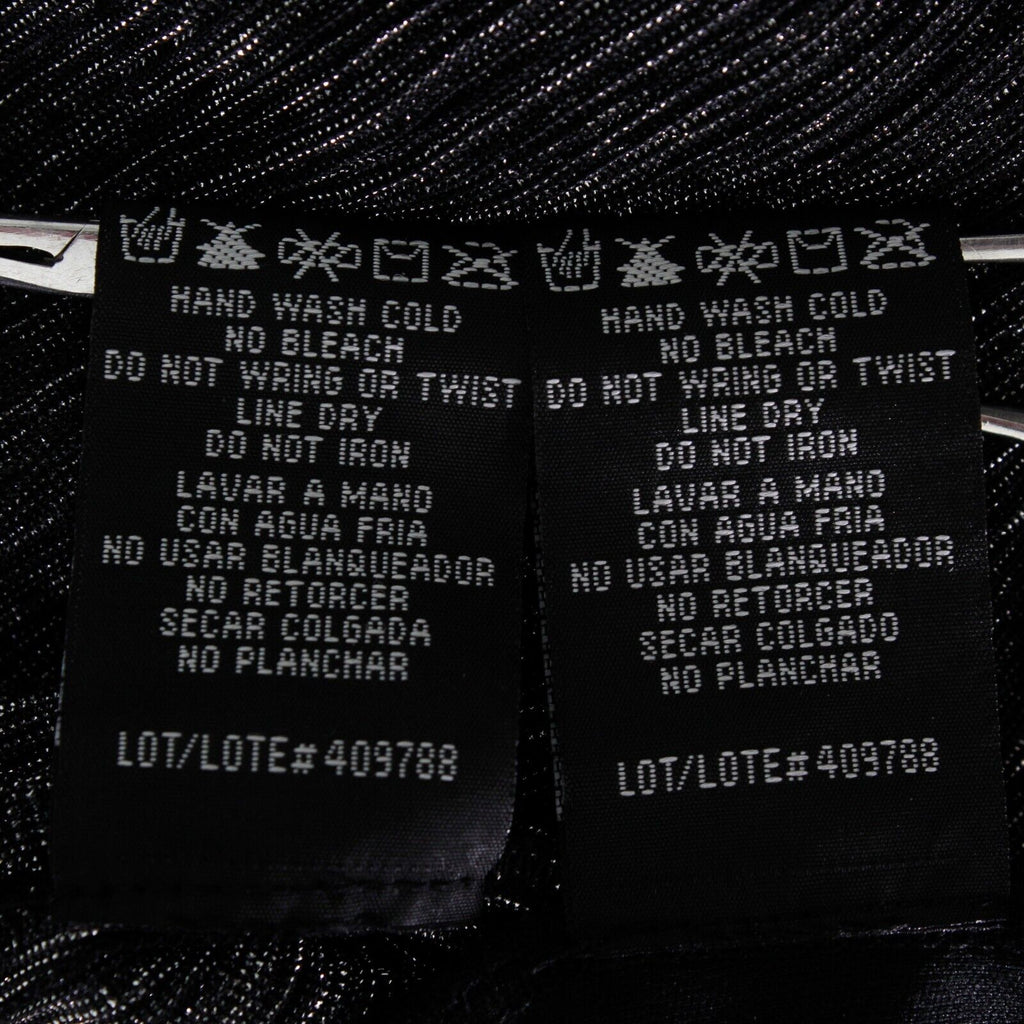 HAND WASH COLD
NO BLEACH
DO NOT WRING OR TWIST
LINE DRY
DO NOT IRON
LAVAR A MANO
CON AGUA FRIA
NO USAR BLANQUEADOR
NO RETORCER
SECAR COLGADA
NO PLANCHAR
LOT/LOTE# 409788
HAND WASH COLD
NO BLEACH
DO NOT WRING OR TWIST
LINE DRY
DO NOT IRON
LAVAR A MANO
CON AGUA FRIA
NO USAR BLANQUEADOR
NO RETORCER
SECAR COLGADO
NO PLANCHAR
LOT/LOTE# 409788